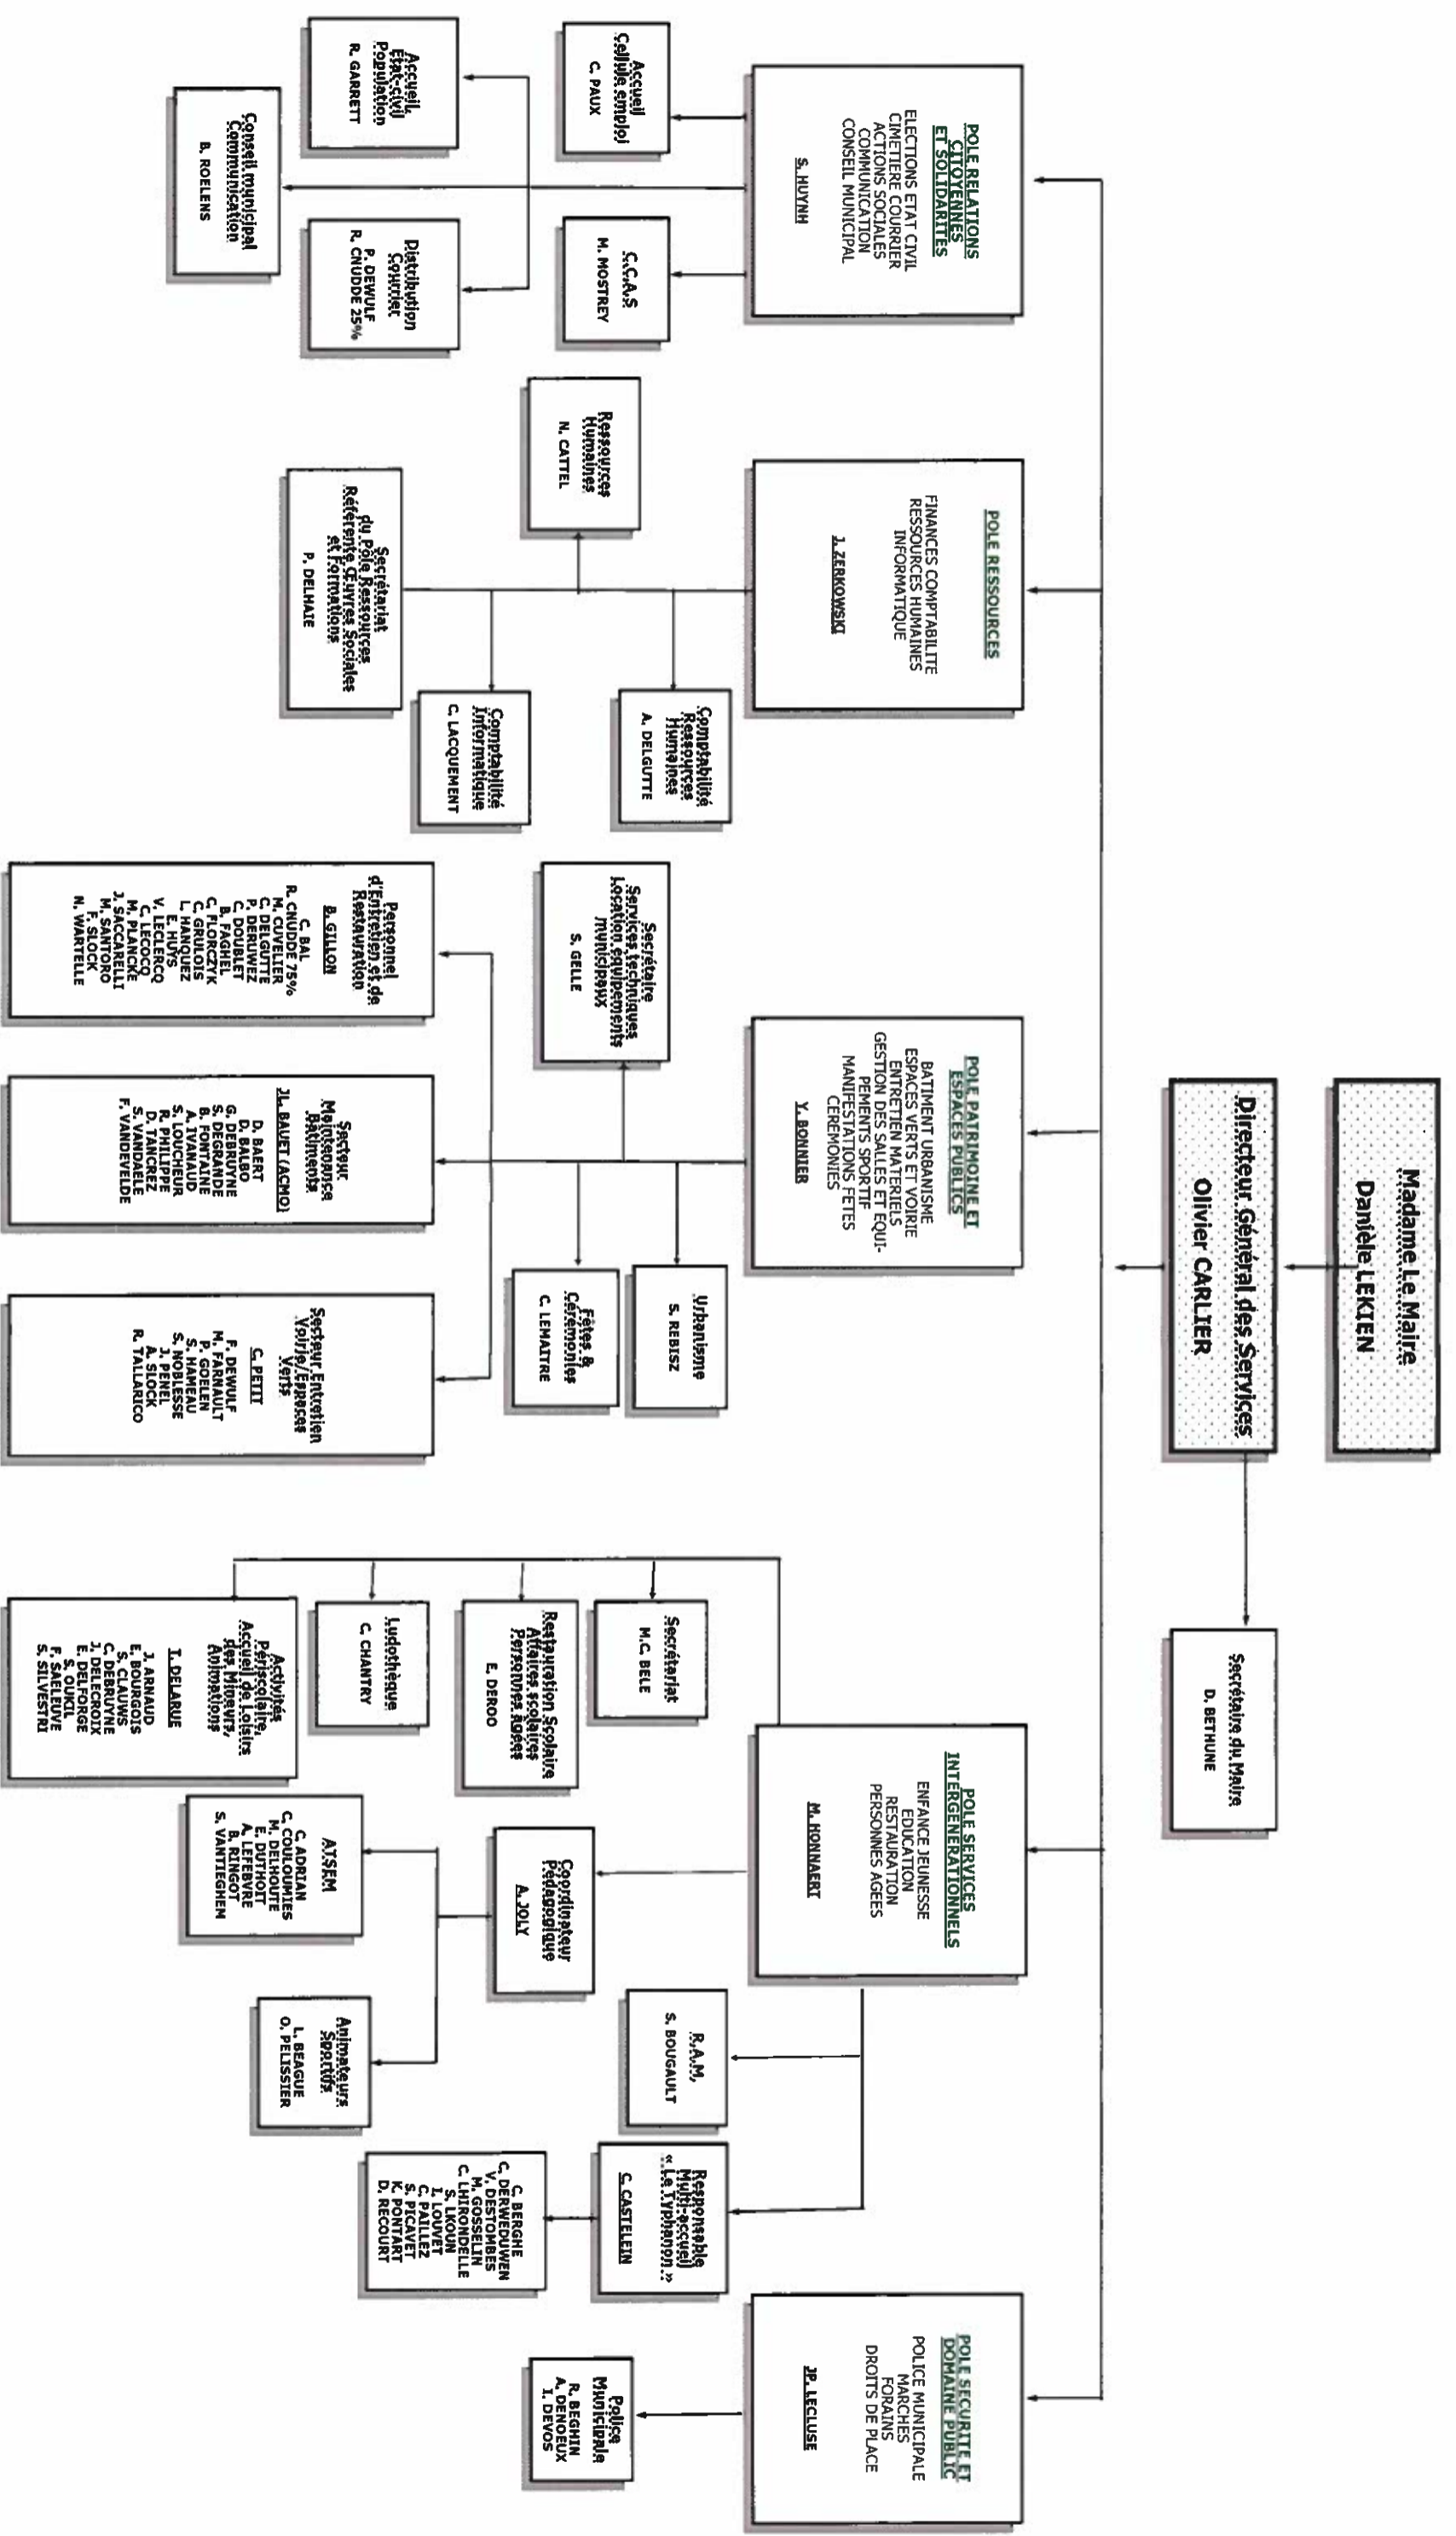 Madame Le Maire
Danièle LEKIEN
Directeur Général des Services
Olivier CARLIER
Secrétaire du Maire
D. BETHUNE
POLE RELATIONS
CITOYENNES
ET SOLIDARITES
ELECTIONS ETAT CIVIL
CIMETIERE COURRIER
ACTIONS SOCIALES
COMMUNICATION
CONSEIL MUNICIPAL
S. HUYNH
Accueil
Cellule emploi
C. PAUX
C.C.A.S
M. MOSTREY
Accueil,
Etat-civil
Population
R. GARRETT
Distribution
Courrier
P. DEWULF
R. CNUDDE 25%
Conseil municipal
Communication
B. ROELENS
POLE RESSOURCES
FINANCES COMPTABILITE
RESSOURCES HUMAINES
INFORMATIQUE
J. ZERKOWSKI
Comptabilité
Ressources
Humaines
A. DELGUTTE
Ressources
Humaines
N. CATTEL
Comptabilité
Informatique
C. LACQUEMENT
Secrétariat
du Pôle Ressources
Référente Œuvres Sociales
et Formations
P. DELHAIE
POLE PATRIMOINE ET
ESPACES PUBLICS
BATIMENT URBANISME
ESPACES VERTS ET VOIRIE
ENTRETIEN MATERIELS
GESTION DES SALLES ET EQUI-
PEMENTS SPORTIF
MANIFESTATIONS FETES
CEREMONIES
Y. BONNIER
Secrétaire
Services techniques
Location équipements
municipaux
S. GELLE
Urbanisme
S. REBISZ
Fêtes &
Cérémonies
C. LEMAITRE
Personnel
d'Entretien et de
Restauration
B. GILLON
C. BAL
R. CNUDDE 75%
M. CUVELIER
C. DELGUTTE
P. DERUWEZ
C. DOUBLET
B. FAGHEL
C. FLORCZYK
C. GRULOIS
L. HANQUEZ
E. HUYS
V. LECLERCQ
C. LECOCQ
M. PLANCKE
J. SACCARELLI
M. SANTORO
F. SLOCK
N. WARTELLE
Secteur
Maintenance
Bâtiments
JL. BAUET (ACMO)
D. BAERT
D. BALBO
G. DEBRUYNE
S. DEGRANDE
B. FONTAINE
A. IVANAUD
S. LOUCHEUR
R. PHILIPPE
D. TANCREZ
S. VANDAELE
F. VANDEVELDE
Secteur Entretien
Voirie/Espaces
Verts
C. PETIT
F. DEWULF
M. FARNAULT
P. GOELEN
S. HAMEAU
S. NOBLESSE
J. PENEL
A. SLOCK
R. TALLARICO
POLE SERVICES
INTERGENERATIONNELS
ENFANCE JEUNESSE
EDUCATION
RESTAURATION
PERSONNES AGEES
M. HONNAERT
Secrétariat
M.C. BELE
Restauration Scolaire
Affaires scolaires
Personnes âgées
E. DEROO
Ludothèque
C. CHANTRY
Activités
Périscolaire,
Accueil de Loisirs
des Mineurs,
Animations
T. DELARUE
J. ARNAUD
E. BOURGOIS
S. CLAUWS
C. DEBRUYNE
J. DELECROIX
E. DELFORGE
S. OUKIL
F. SAELEUVE
S. SILVESTRI
Coordinateur
Pédagogique
A. JOLY
ATSEM
C. ADRIAN
C. COULOUMIES
M. DELHOUTE
E. DUTHOIT
A. LEFEBVRE
B. RINGOT
S. VANTIEGHEM
Animateurs
Sportifs
L. BEAGUE
O. PELISSIER
R.A.M,
S. BOUGAULT
Responsable
Multi-accueil
« Le Typhanon »
C. CASTELEIN
C. BERGHE
C. DERWEDUWEN
V. DESTOMBES
M. GOSSELIN
C. LHIRONDELLE
S. LKOUN
I. LOUVET
C. PAILLEZ
S. PICAVET
K. PONTART
D. RECOURT
POLE SECURITE ET
DOMAINE PUBLIC
POLICE MUNICIPALE
MARCHES
FORAINS
DROITS DE PLACE
JP. LECLUSE
Police
Municipale
R. BEGHIN
A. DENOEUX
I. DEVOS